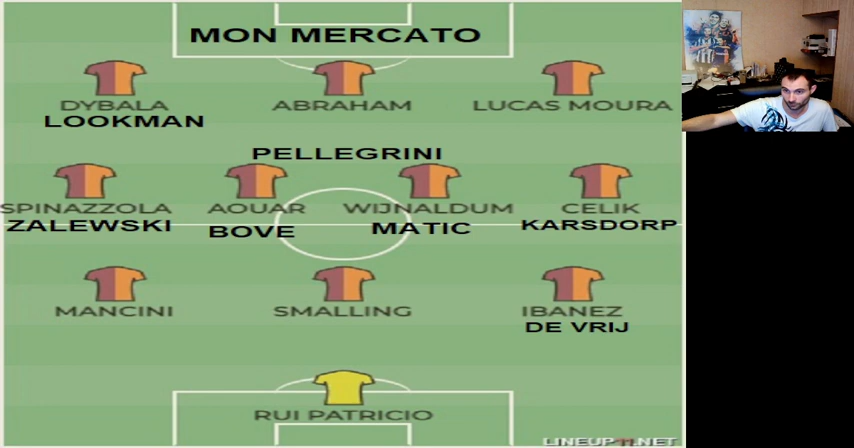 MON MERCATO
DYBALA ABRAHAM LUCAS MOURA
LOOKMAN
PELLEGRINI
SPINAZZOLA AOUAR WIJNALDUM CELIK
ZALEWSKI BOVE MATIC KARSDORP
MANCINI SMALLING IBANEZ
DE VRIJ
RUI PATRICIO
LINEUP11.NET